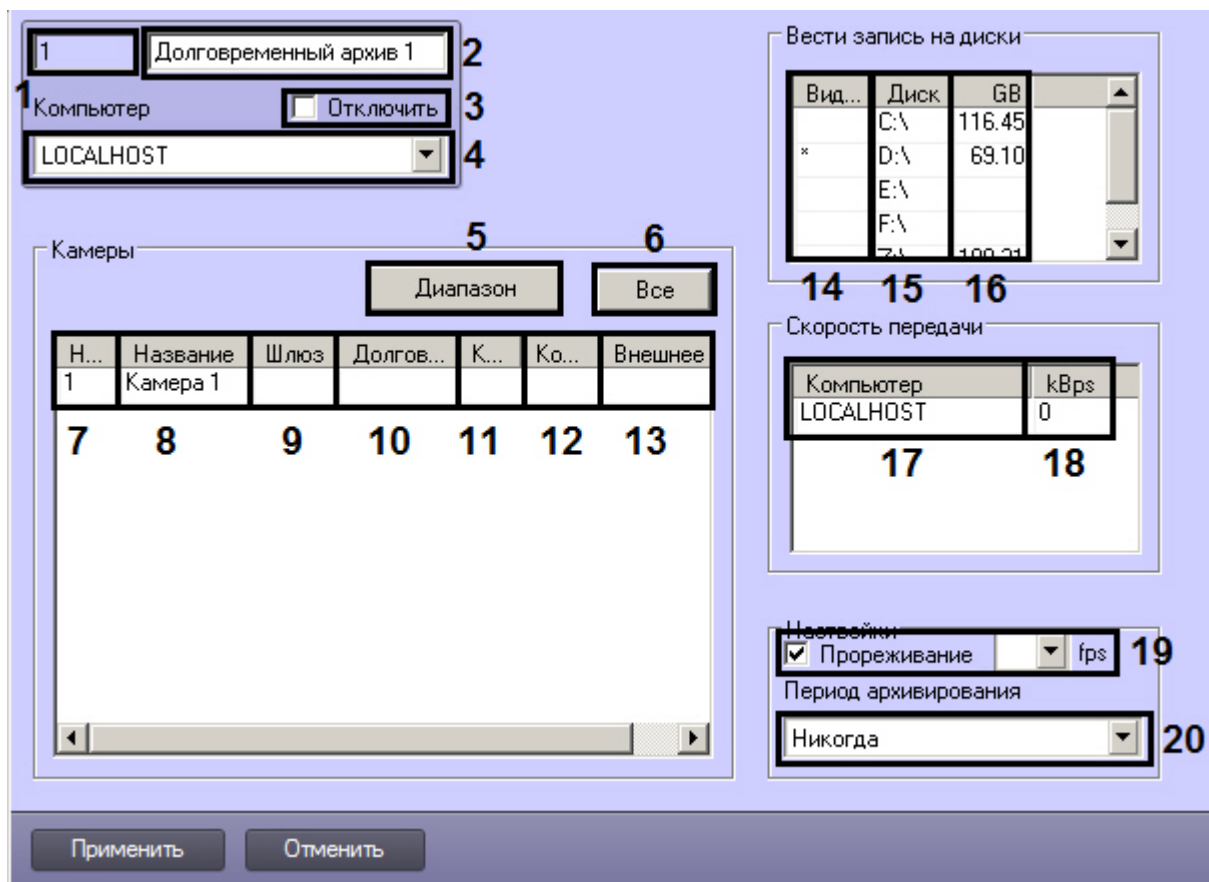 1 Долговременный архив 1 2
1
Компьютер Отключить 3
LOCALHOST 4
Камеры
5 6
Диапазон Все
Н... Название Шлюз Долгов... К... Ко... Внешнее
1 Камера 1
7 8 9 10 11 12 13
Вести запись на диски
Вид... Диск GB
C:\ 116.45
* D:\ 69.10
E:\
F:\
14 15 16
Скорость передачи
Компьютер kBps
LOCALHOST 0
17 18
Настройки
Прореживание fps 19
Период архивирования
Никогда 20
Применить Отменить